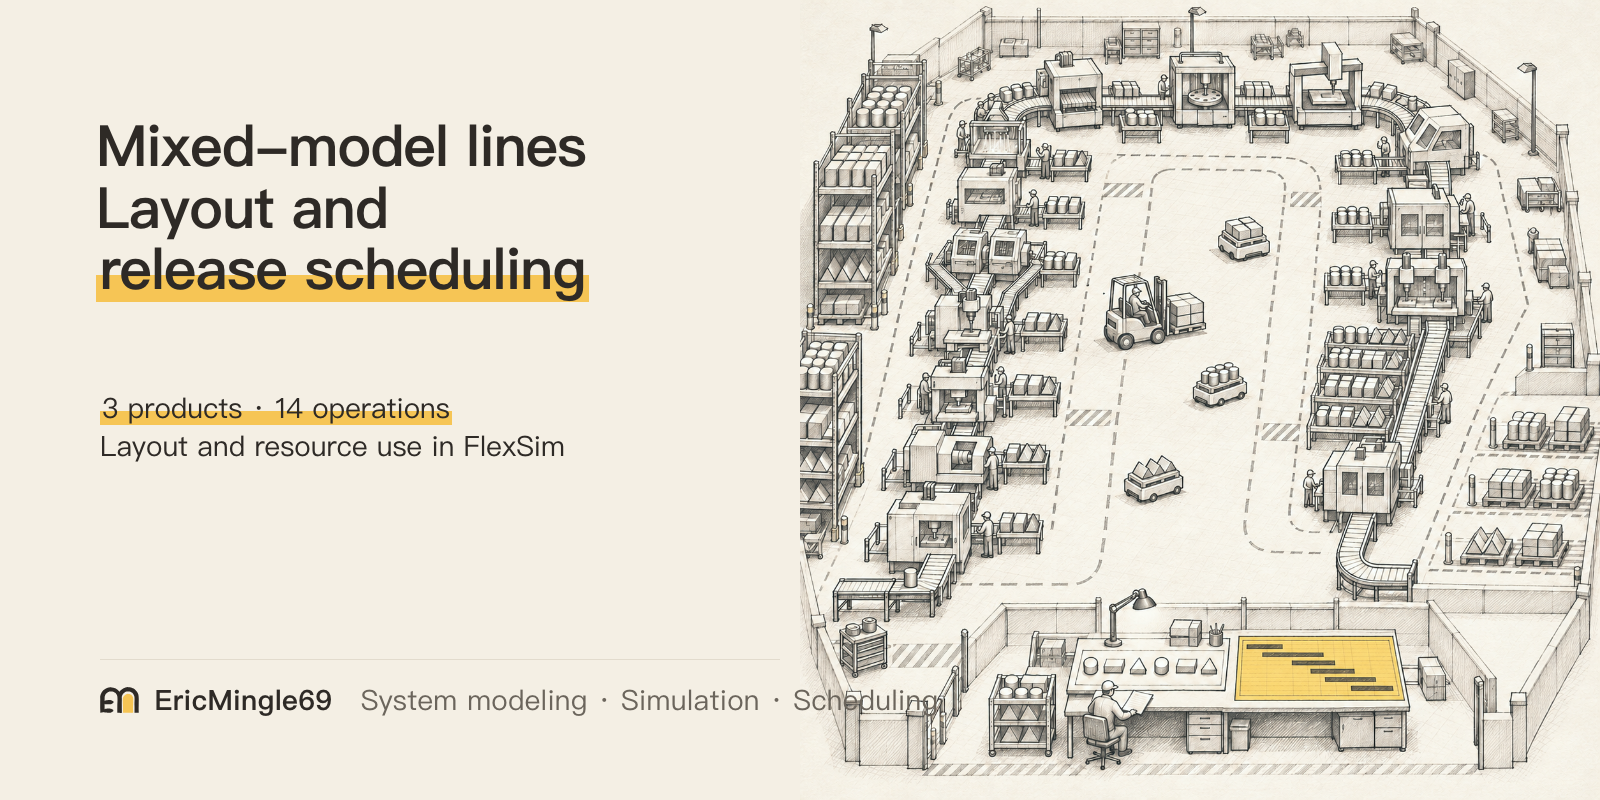 Mixed–model lines
Layout and
release scheduling
3 products · 14 operations
Layout and resource use in FlexSim
EricMingle69 System modeling · Simulation · Scheduling